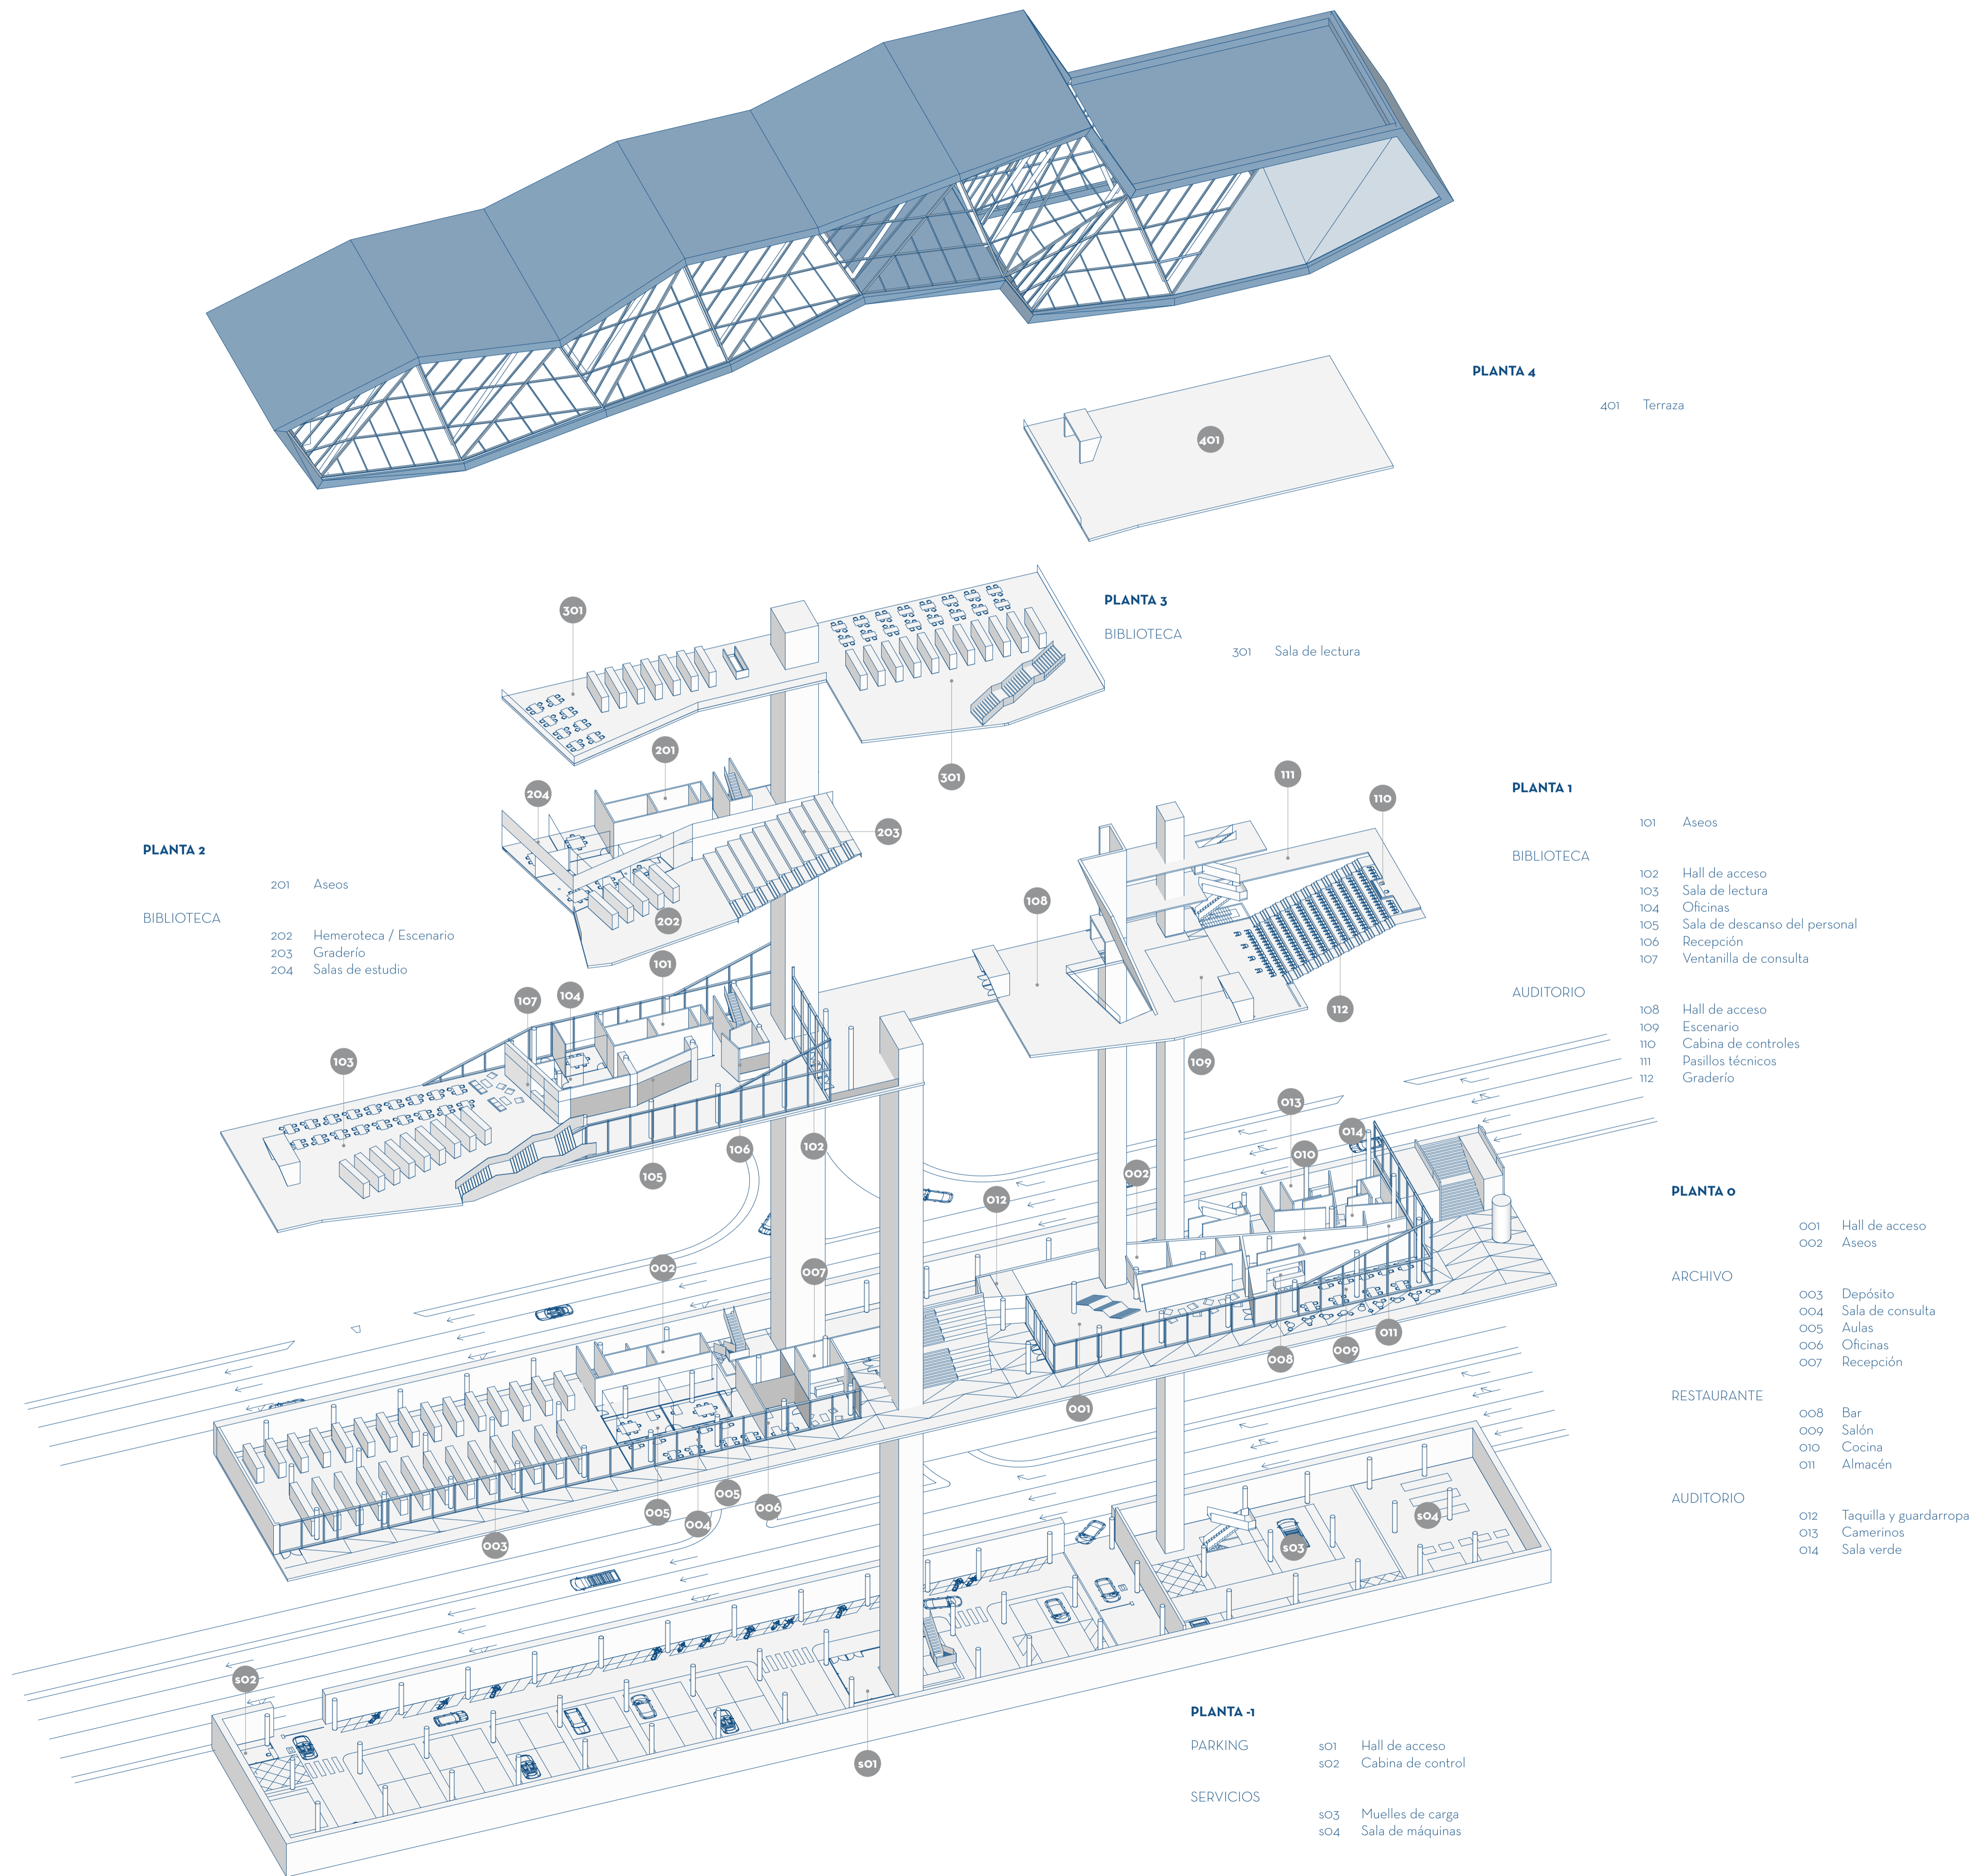 PLANTA 4
401 Terraza
401
PLANTA 3
BIBLIOTECA
301 Sala de lectura
301
301
PLANTA 2
201 Aseos
BIBLIOTECA
202 Hemeroteca / Escenario
203 Graderío
204 Salas de estudio
201
204
203
202
PLANTA 1
101 Aseos
BIBLIOTECA
102 Hall de acceso
103 Sala de lectura
104 Oficinas
105 Sala de descanso del personal
106 Recepción
107 Ventanilla de consulta
AUDITORIO
108 Hall de acceso
109 Escenario
110 Cabina de controles
111 Pasillos técnicos
112 Graderío
111
110
108
112
109
101
104
107
103
106
102
105
PLANTA 0
001 Hall de acceso
002 Aseos
ARCHIVO
003 Depósito
004 Sala de consulta
005 Aulas
006 Oficinas
007 Recepción
RESTAURANTE
008 Bar
009 Salón
010 Cocina
011 Almacén
AUDITORIO
012 Taquilla y guardarropa
013 Camerinos
014 Sala verde
013
014
010
002
012
002
007
011
009
008
001
005
006
005
004
003
PLANTA -1
PARKING
s01 Hall de acceso
s02 Cabina de control
SERVICIOS
s03 Muelles de carga
s04 Sala de máquinas
s04
s03
s02
s01